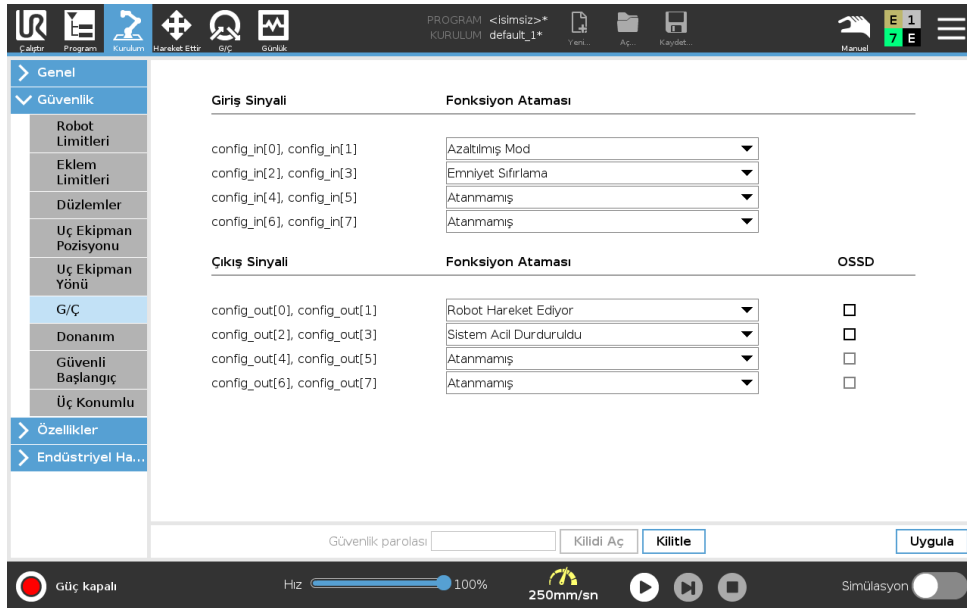 UR
Çalıştır
Program
Kurulum
Hareket Ettir
G/Ç
Günlük
PROGRAM <isimsiz>*
KURULUM default_1*
Yeni...
Aç...
Kaydet...
Manuel
E 1
7 E
Genel
Güvenlik
Robot
Limitleri
Eklem
Limitleri
Düzlemler
Uç Ekipman
Pozisyonu
Uç Ekipman
Yönü
G/Ç
Donanım
Güvenli
Başlangıç
Üç Konumlu
Özellikler
Endüstriyel Ha...
Giriş Sinyali Fonksiyon Ataması
config_in[0], config_in[1] Azaltılmış Mod
config_in[2], config_in[3] Emniyet Sıfırlama
config_in[4], config_in[5] Atanmamış
config_in[6], config_in[7] Atanmamış
Çıkış Sinyali Fonksiyon Ataması OSSD
config_out[0], config_out[1] Robot Hareket Ediyor
config_out[2], config_out[3] Sistem Acil Durduruldu
config_out[4], config_out[5] Atanmamış
config_out[6], config_out[7] Atanmamış
Güvenlik parolası Kilidi Aç Kilitle Uygula
Güç kapalı Hız 100% 250mm/sn Simülasyon